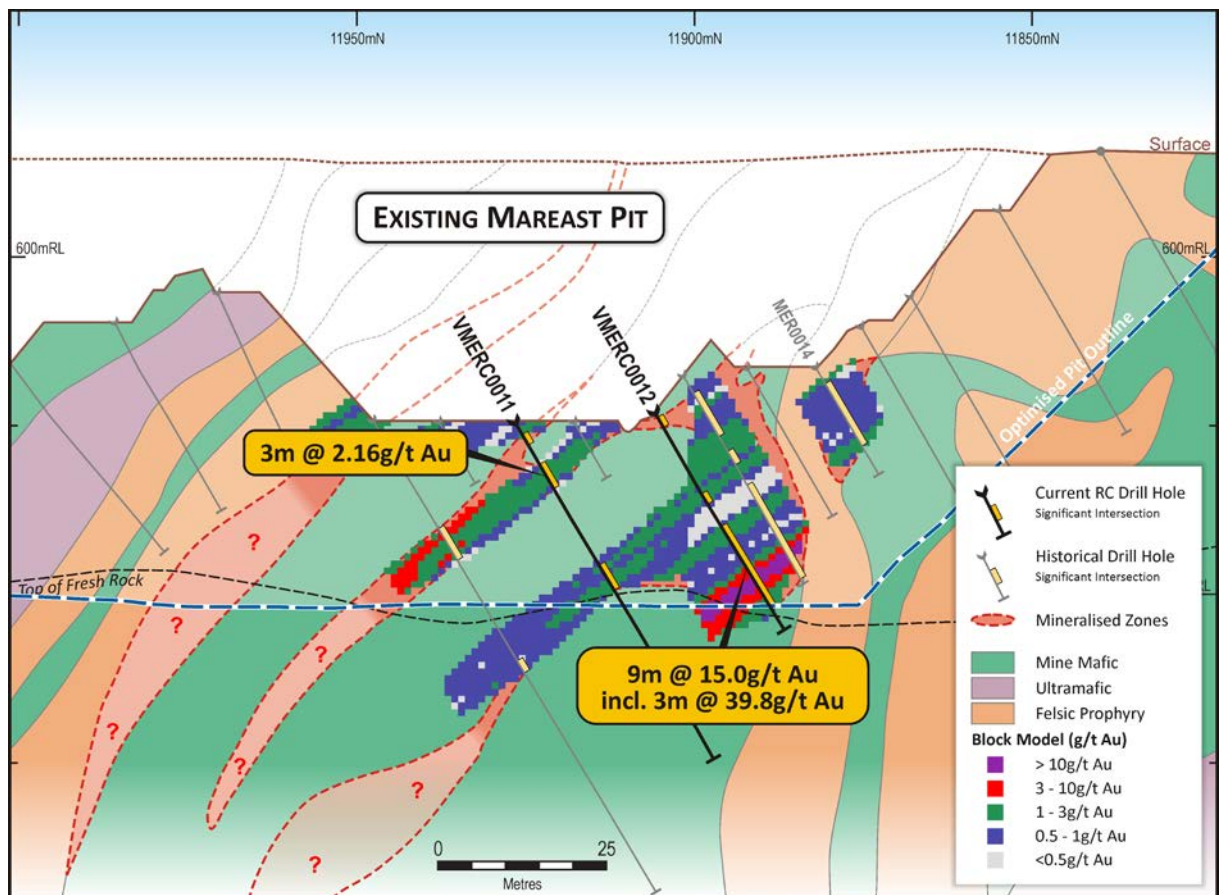 11950mN
11900mN
11850mN
Surface
EXISTING MAREAST PIT
600mRL
600mRL
VMERC0011
VMERC0012
MER0014
Optimised Pit Outline
3m @ 2.16g/t Au
?
?
?
?
?
?
?
?
?
?
Top of Fresh Rock
RL
9m @ 15.0g/t Au
incl. 3m @ 39.8g/t Au
0
25
Metres
Current RC Drill Hole
Significant Intersection
Historical Drill Hole
Significant Intersection
Mineralised Zones
Mine Mafic
Ultramafic
Felsic Prophyry
Block Model (g/t Au)
> 10g/t Au
3 - 10g/t Au
1 - 3g/t Au
0.5 - 1g/t Au
<0.5g/t Au